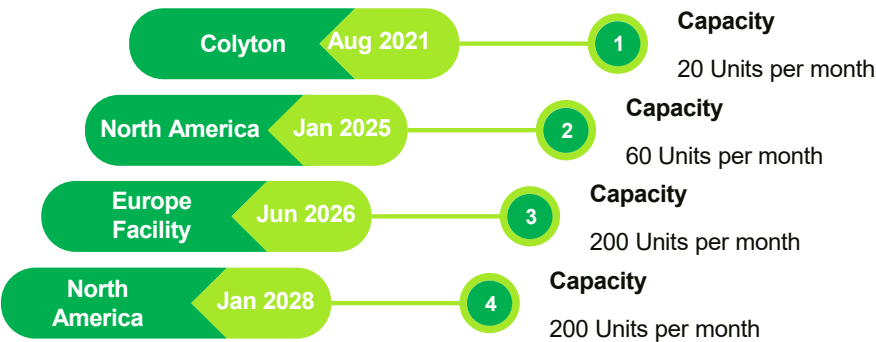 Colyton
Aug 2021
1
Capacity
20 Units per month
North America
Jan 2025
2
Capacity
60 Units per month
Europe
Facility
Jun 2026
3
Capacity
200 Units per month
North
America
Jan 2028
4
Capacity
200 Units per month